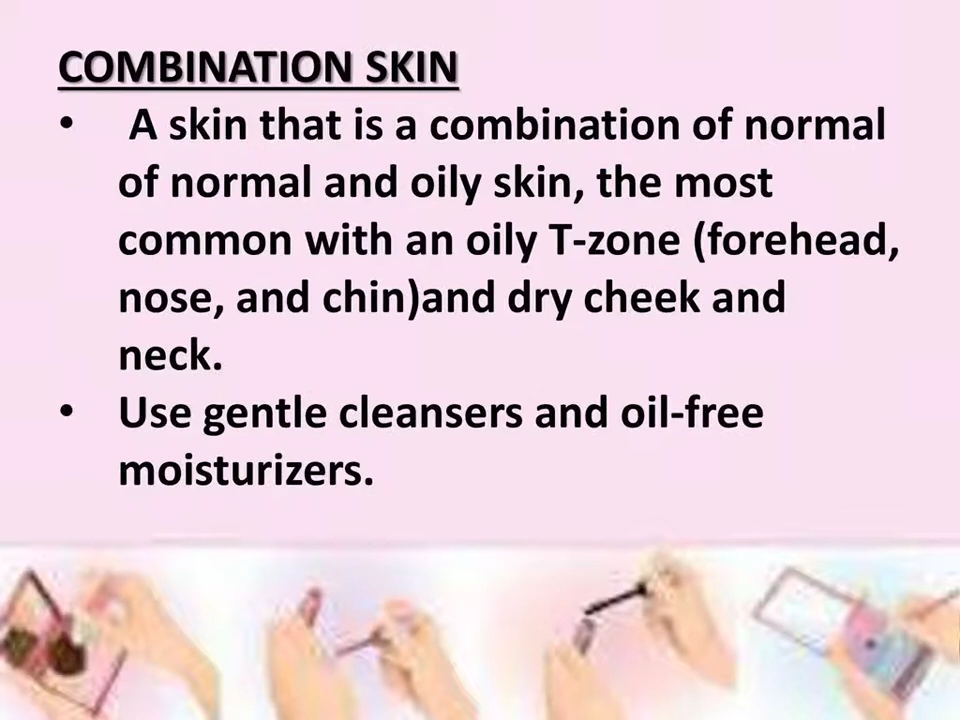 COMBINATION SKIN
• A skin that is a combination of normal
of normal and oily skin, the most
common with an oily T-zone (forehead,
nose, and chin)and dry cheek and
neck.
• Use gentle cleansers and oil-free
moisturizers.